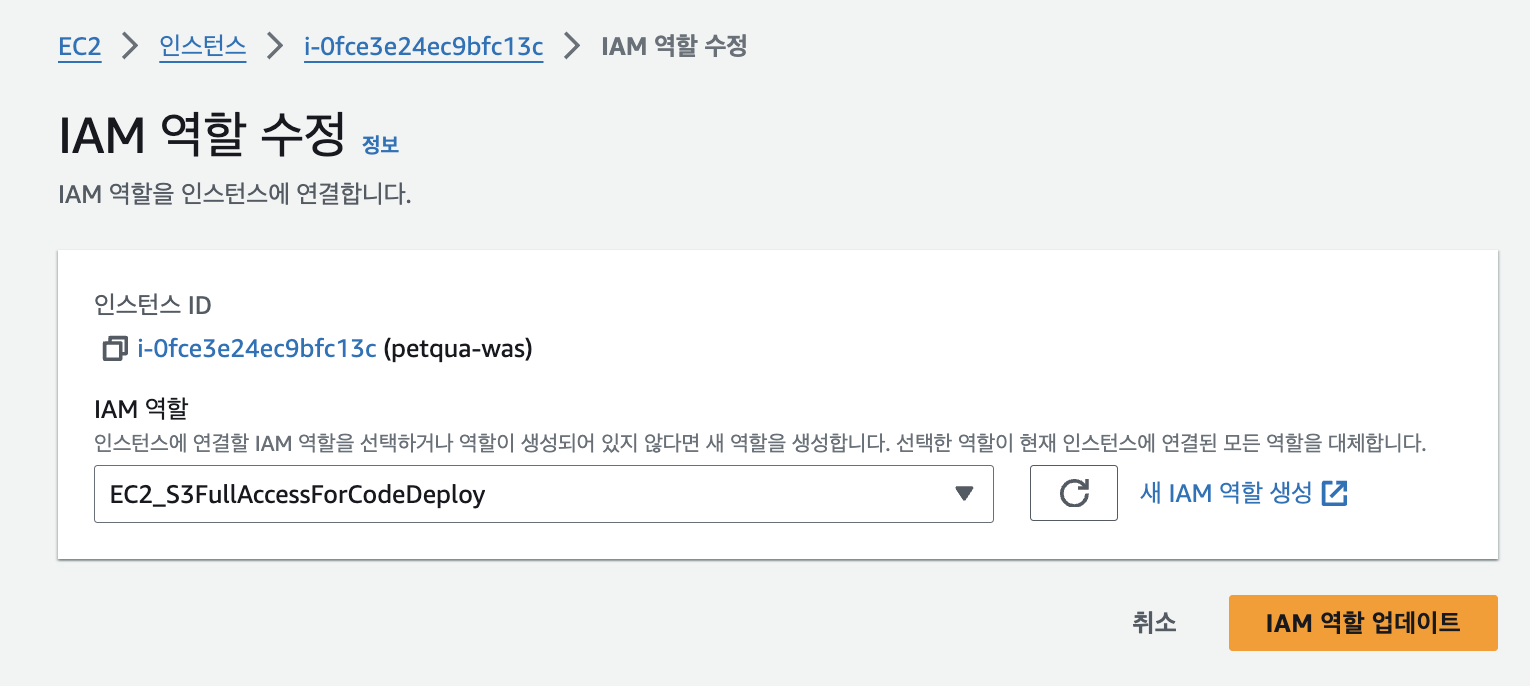 EC2 > 인스턴스 > i-0fce3e24ec9bfc13c > IAM 역할 수정
IAM 역할 수정 정보
IAM 역할을 인스턴스에 연결합니다.
인스턴스 ID
i-0fce3e24ec9bfc13c (petqua-was)
IAM 역할
인스턴스에 연결할 IAM 역할을 선택하거나 역할이 생성되어 있지 않다면 새 역할을 생성합니다. 선택한 역할이 현재 인스턴스에 연결된 모든 역할을 대체합니다.
EC2_S3FullAccessForCodeDeploy 새 IAM 역할 생성
취소 IAM 역할 업데이트